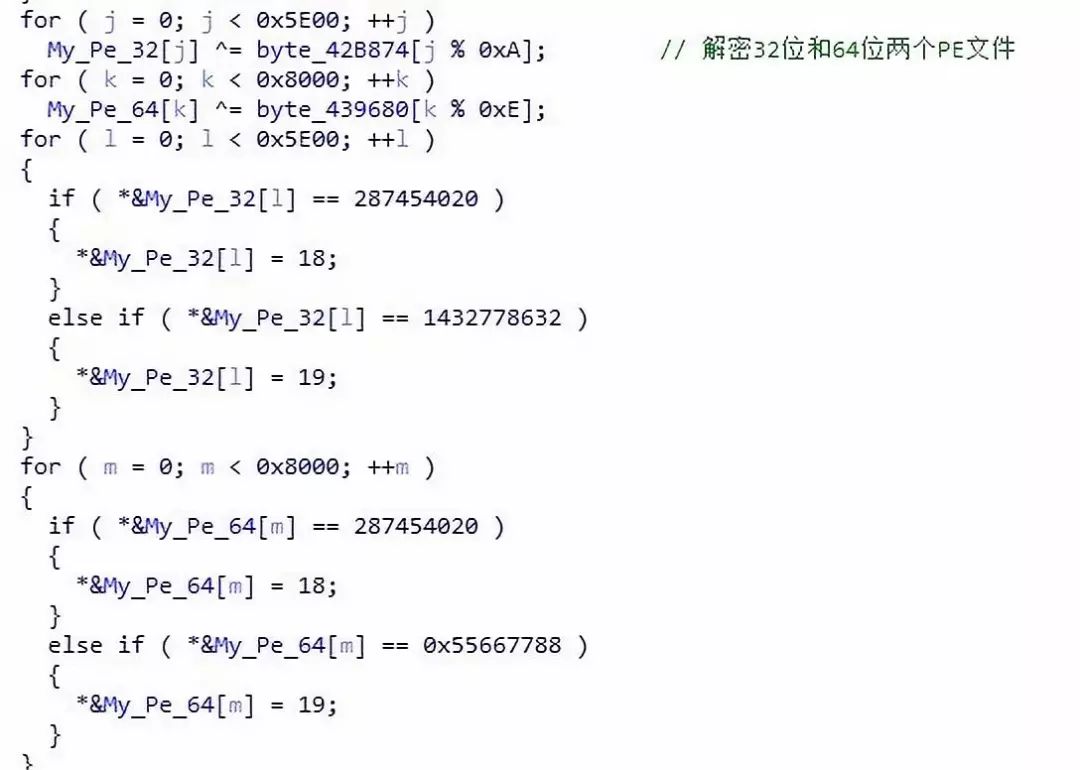 for ( j = 0; j < 0x5E00; ++j )
  My_Pe_32[j] ^= byte_42B874[j % 0xA];          // 解密32位和64位两个PE文件
for ( k = 0; k < 0x8000; ++k )
  My_Pe_64[k] ^= byte_439680[k % 0xE];
for ( l = 0; l < 0x5E00; ++l )
{
  if ( *&My_Pe_32[l] == 287454020 )
  {
    *&My_Pe_32[l] = 18;
  }
  else if ( *&My_Pe_32[l] == 1432778632 )
  {
    *&My_Pe_32[l] = 19;
  }
}
for ( m = 0; m < 0x8000; ++m )
{
  if ( *&My_Pe_64[m] == 287454020 )
  {
    *&My_Pe_64[m] = 18;
  }
  else if ( *&My_Pe_64[m] == 0x55667788 )
  {
    *&My_Pe_64[m] = 19;
  }
}